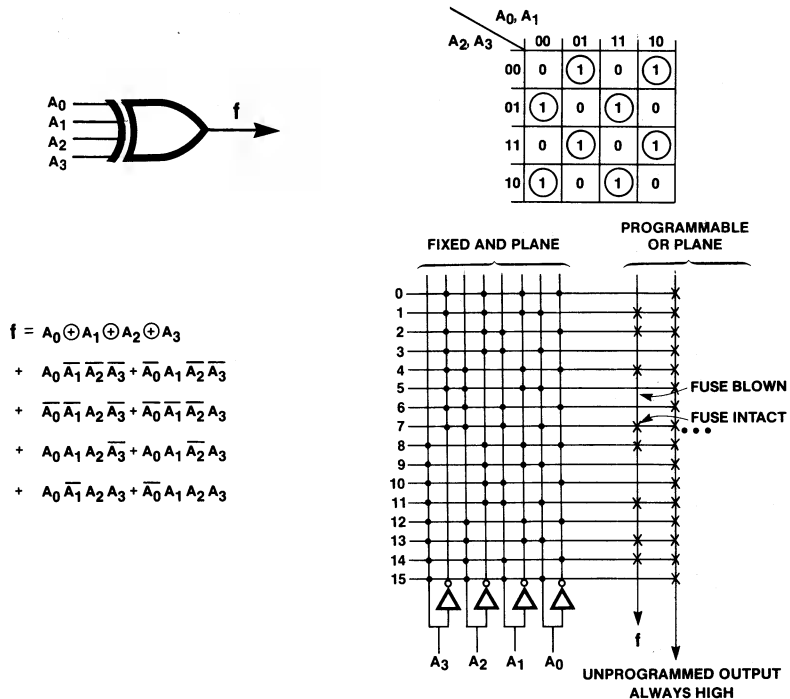 A0
A1
A2
A3
f
A0, A1
A2, A3 00 01 11 10
00 0 1 0 1
01 1 0 1 0
11 0 1 0 1
10 1 0 1 0
f = A0 ⊕ A1 ⊕ A2 ⊕ A3
+ A0 A̅1 A̅2 A̅3 + A̅0 A1 A̅2 A̅3
+ A̅0 A̅1 A2 A̅3 + A̅0 A̅1 A̅2 A3
+ A0 A1 A2 A̅3 + A0 A1 A̅2 A3
+ A0 A̅1 A2 A3 + A̅0 A1 A2 A3
FIXED AND PLANE
PROGRAMMABLE
OR PLANE
0
1
2
3
4
5
6
7
8
9
10
11
12
13
14
15
FUSE BLOWN
FUSE INTACT
A3 A2 A1 A0
f
UNPROGRAMMED OUTPUT
ALWAYS HIGH